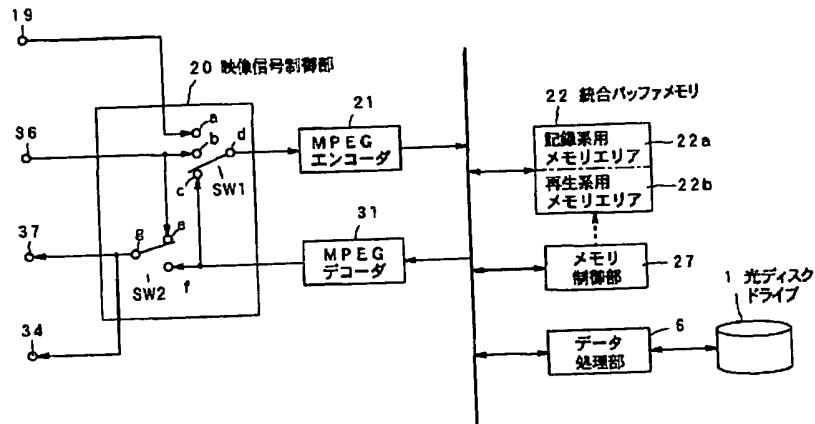 19
20 映像信号制御部
36
a
b
d
c
SW1
21
MPEG
エンコーダ
22 統合バッファメモリ
記録系用
メモリエリア
22a
再生系用
メモリエリア
22b
37
g
e
SW2
f
31
MPEG
デコーダ
メモリ
制御部
27
1 光ディスク
ドライブ
34
6
データ
処理部